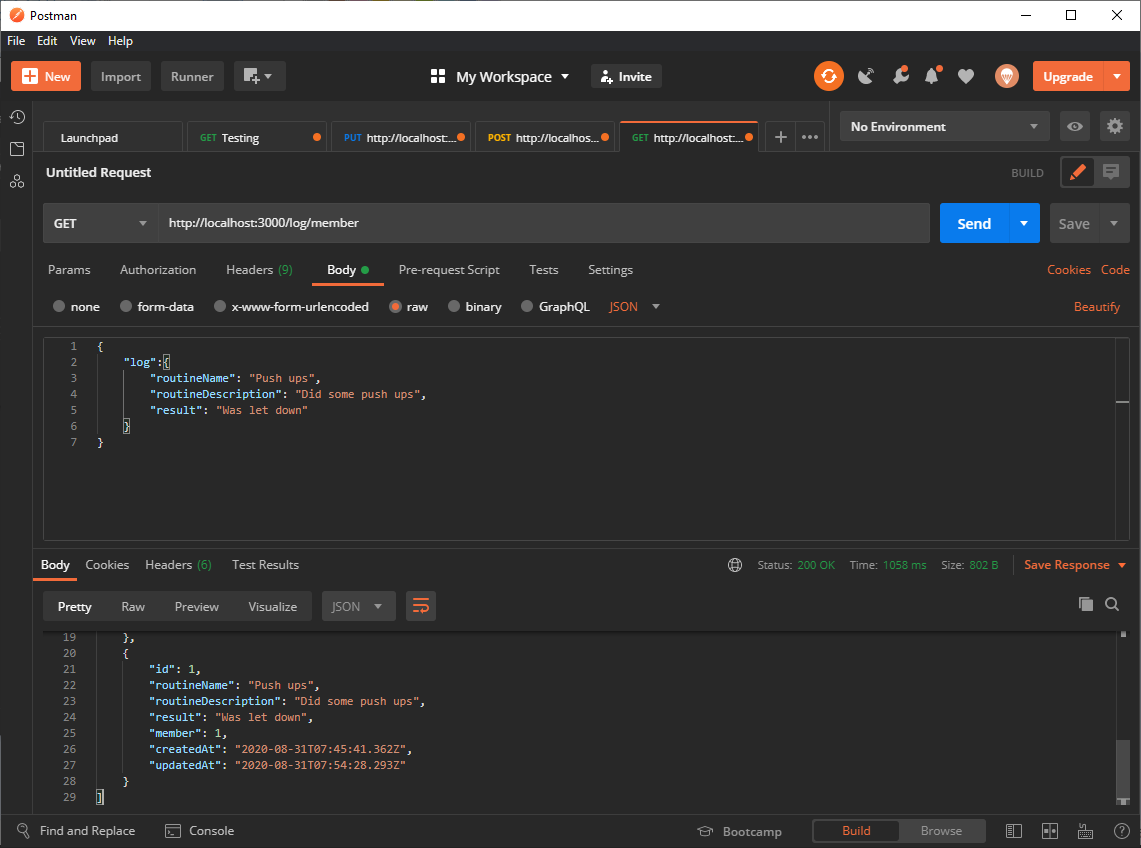 Postman
File Edit View Help
New Import Runner My Workspace Invite Upgrade
Launchpad GET Testing PUT http://localhost:... POST http://localhos... GET http://localhost:... + ••• No Environment
Untitled Request BUILD
GET http://localhost:3000/log/member Send Save
Params Authorization Headers (9) Body Pre-request Script Tests Settings Cookies Code
none form-data x-www-form-urlencoded raw binary GraphQL JSON Beautify
1 {
2 "log":{
3 "routineName": "Push ups",
4 "routineDescription": "Did some push ups",
5 "result": "Was let down"
6 }
7 }
Body Cookies Headers (6) Test Results Status: 200 OK Time: 1058 ms Size: 802 B Save Response
Pretty Raw Preview Visualize JSON
19 },
20 {
21 "id": 1,
22 "routineName": "Push ups",
23 "routineDescription": "Did some push ups",
24 "result": "Was let down",
25 "member": 1,
26 "createdAt": "2020-08-31T07:45:41.362Z",
27 "updatedAt": "2020-08-31T07:54:28.293Z"
28 }
29 ]
Find and Replace Console Bootcamp Build Browse